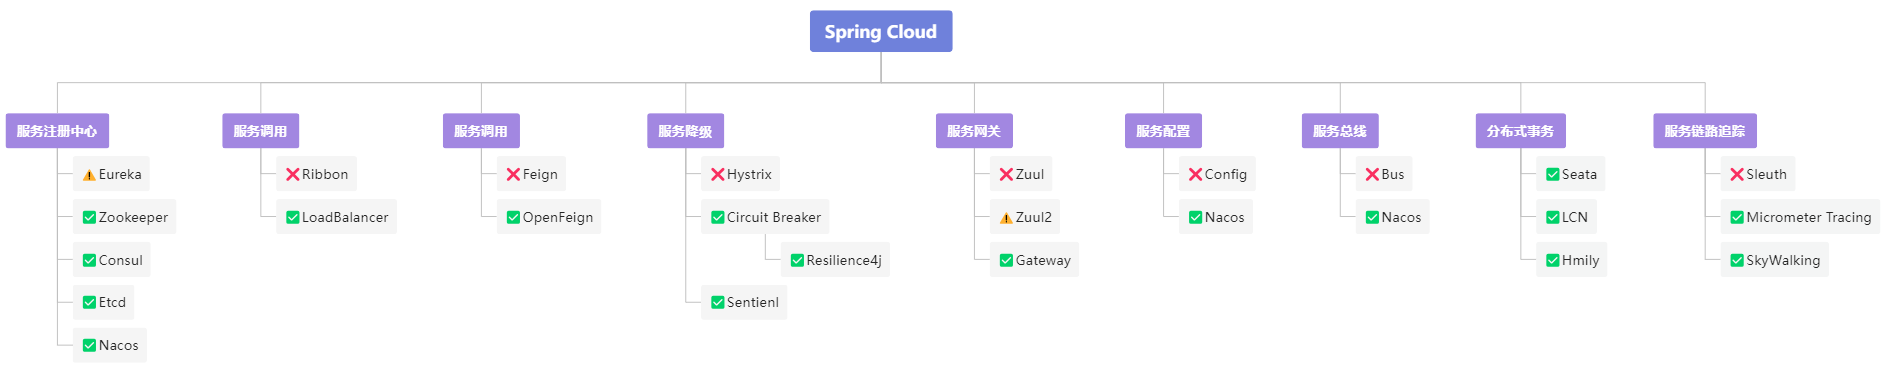 Spring Cloud
服务注册中心
Eureka
Zookeeper
Consul
Etcd
Nacos
服务调用
Ribbon
LoadBalancer
服务调用
Feign
OpenFeign
服务降级
Hystrix
Circuit Breaker
Resilience4j
Sentienl
服务网关
Zuul
Zuul2
Gateway
服务配置
Config
Nacos
服务总线
Bus
Nacos
分布式事务
Seata
LCN
Hmily
服务链路追踪
Sleuth
Micrometer Tracing
SkyWalking